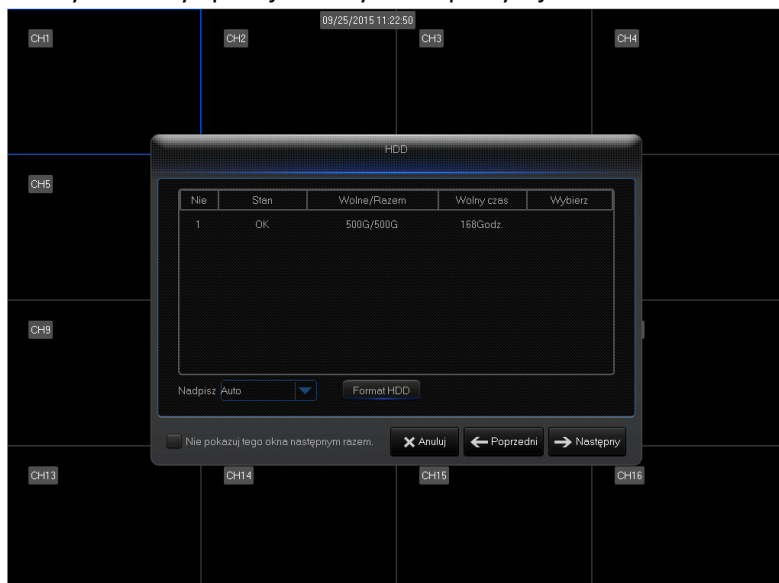 09/25/2015 11:22:50
CH1 CH2 CH3 CH4
HDD
CH5
Nie Stan Wolne/Razem Wolny czas Wybierz
1 OK 500G/500G 168Godz.
CH9
Nadpisz Auto Format HDD
Nie pokazuj tego okna następnym razem. Anuluj Poprzedni Następny
CH13 CH14 CH15 CH16